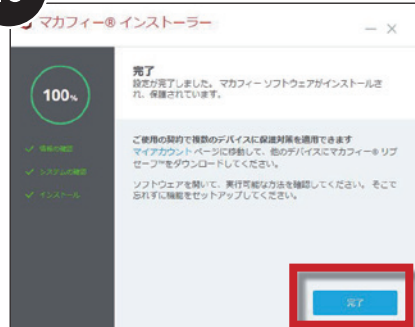 マカフィー® インストーラー
100%
情報の確認
システムの確認
インストール
完了
設定が完了しました。 マカフィー ソフトウェアがインストールさ
れ、保護されています。
ご使用の契約で複数のデバイスに保護対策を適用できます
マイアカウント ページに移動して、他のデバイスにマカフィー® リブ
セーフ™をダウンロードしてください。
ソフトウェアを開いて、実行可能な方法を確認してください。 そこで
忘れずに機能をセットアップしてください。
完了